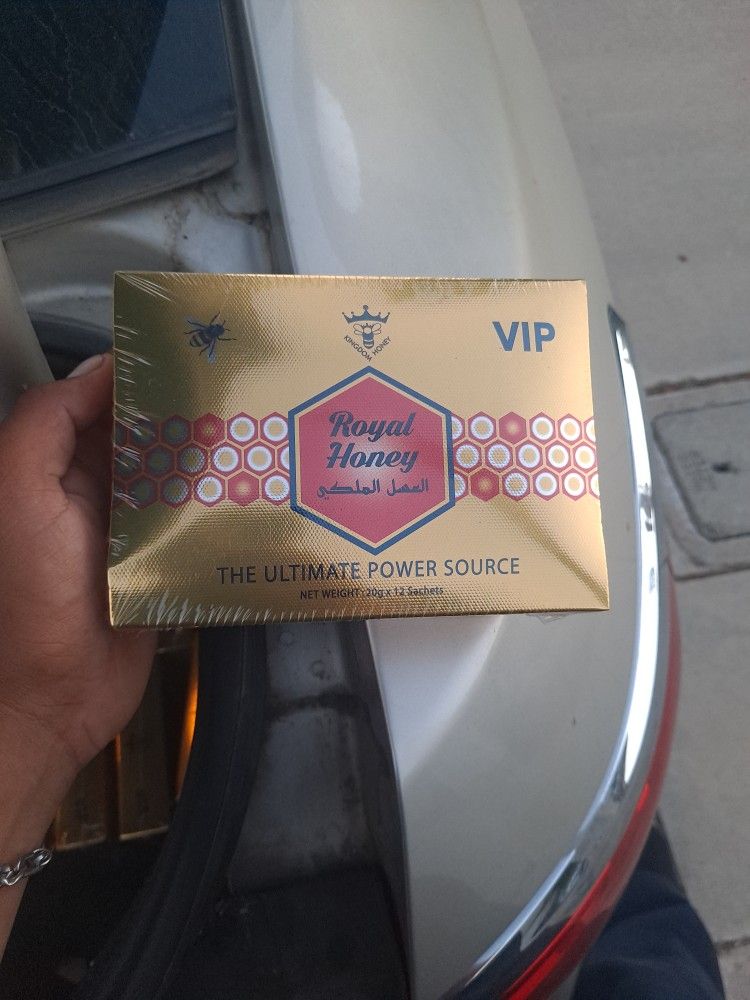 KINGDOM HONEY
VIP
Royal
Honey
العسل الملكي
THE ULTIMATE POWER SOURCE
NET WEIGHT: 20g x 12 Sachets